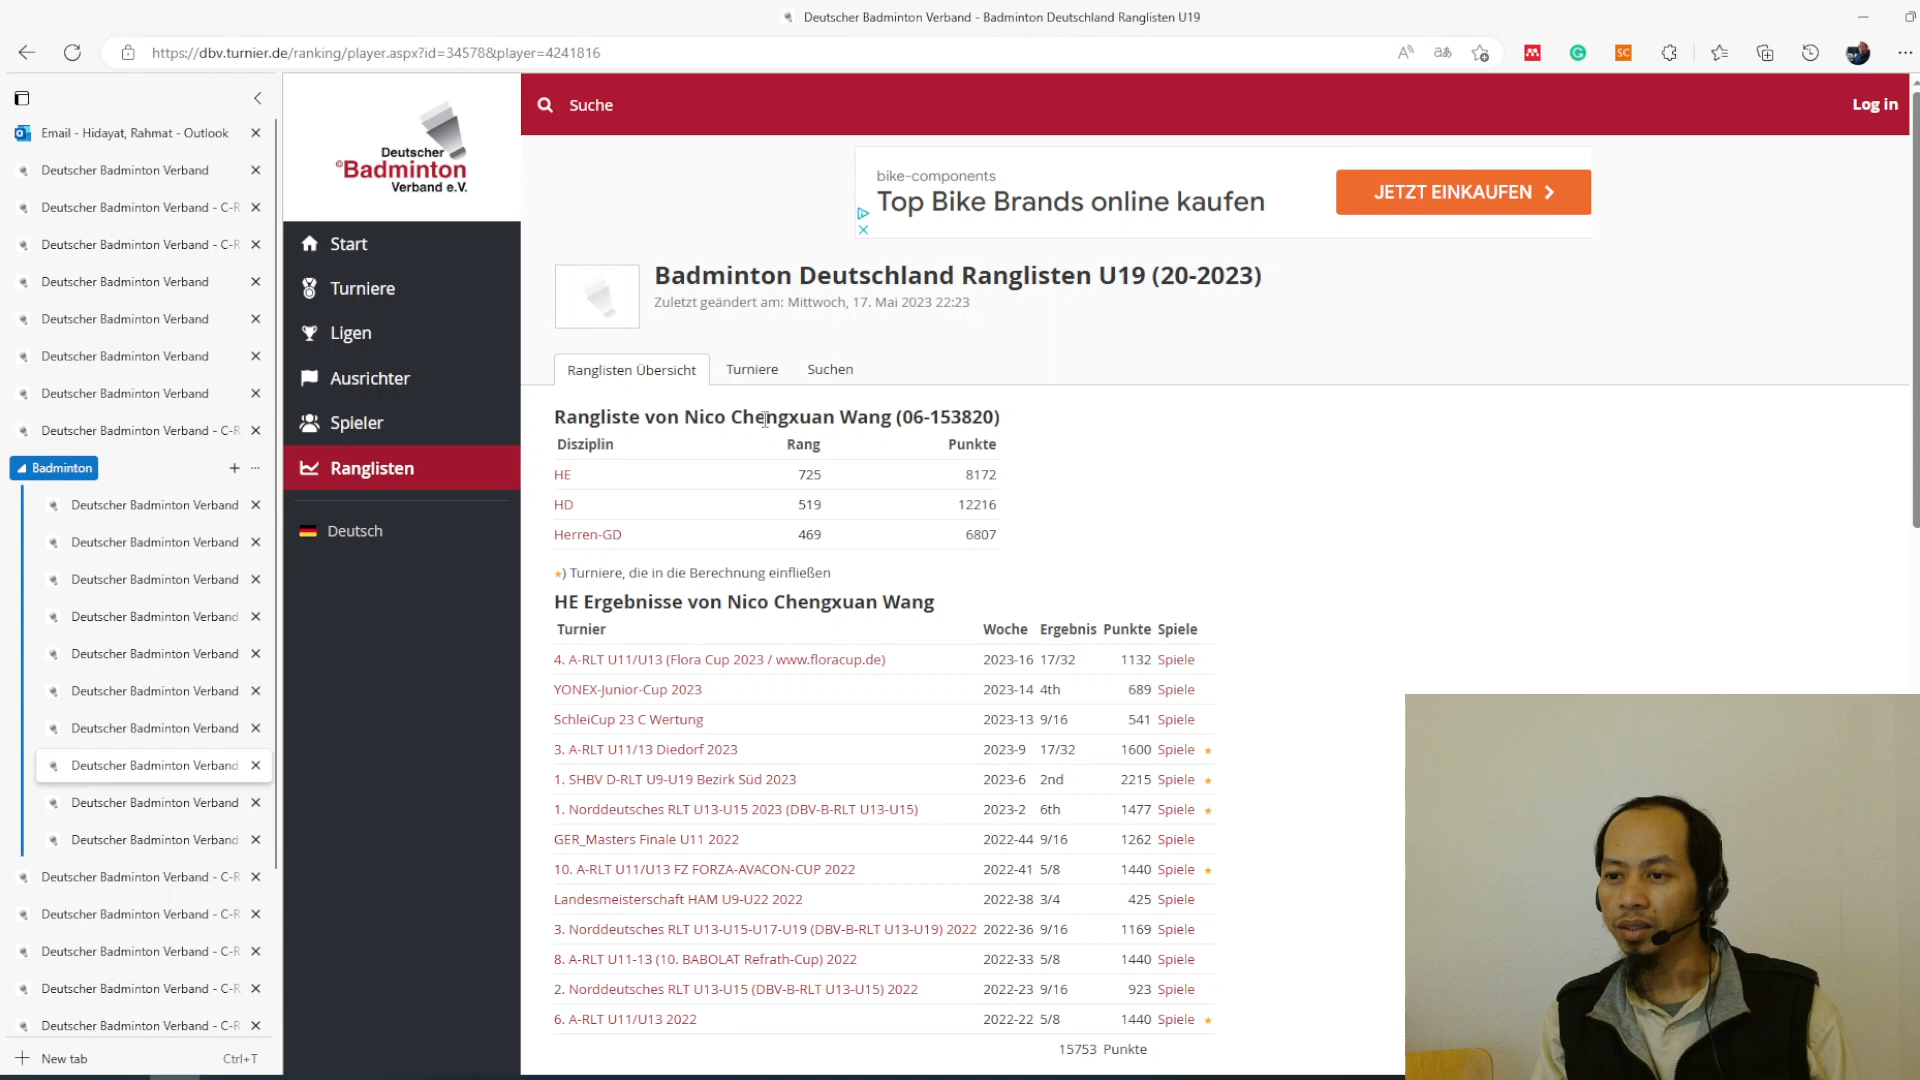 Deutscher Badminton Verband - Badminton Deutschland Ranglisten U19
https://dbv.turnier.de/ranking/player.aspx?id=34578&player=4241816
Email - Hidayat, Rahmat - Outlook
Deutscher Badminton Verband
Deutscher Badminton Verband - C-R
Deutscher Badminton Verband - C-R
Deutscher Badminton Verband
Deutscher Badminton Verband
Deutscher Badminton Verband
Deutscher Badminton Verband
Deutscher Badminton Verband - C-R
Badminton
Deutscher Badminton Verband
Deutscher Badminton Verband
Deutscher Badminton Verband
Deutscher Badminton Verband
Deutscher Badminton Verband
Deutscher Badminton Verband
Deutscher Badminton Verband
Deutscher Badminton Verband
Deutscher Badminton Verband
Deutscher Badminton Verband
Deutscher Badminton Verband - C-R
Deutscher Badminton Verband - C-R
Deutscher Badminton Verband - C-R
Deutscher Badminton Verband - C-R
Deutscher Badminton Verband - C-R
New tab Ctrl+T
Deutscher
©Badminton
Verband e.V.
Start
Turniere
Ligen
Ausrichter
Spieler
Ranglisten
Deutsch
Suche
Log in
bike-components
Top Bike Brands online kaufen
JETZT EINKAUFEN
Badminton Deutschland Ranglisten U19 (20-2023)
Zuletzt geändert am: Mittwoch, 17. Mai 2023 22:23
Ranglisten Übersicht Turniere Suchen
Rangliste von Nico Chengxuan Wang (06-153820)
Disziplin Rang Punkte
HE 725 8172
HD 519 12216
Herren-GD 469 6807
★) Turniere, die in die Berechnung einfließen
HE Ergebnisse von Nico Chengxuan Wang
Turnier Woche Ergebnis Punkte Spiele
4. A-RLT U11/U13 (Flora Cup 2023 / www.floracup.de) 2023-16 17/32 1132 Spiele
YONEX-Junior-Cup 2023 2023-14 4th 689 Spiele
SchleiCup 23 C Wertung 2023-13 9/16 541 Spiele
3. A-RLT U11/13 Diedorf 2023 2023-9 17/32 1600 Spiele ★
1. SHBV D-RLT U9-U19 Bezirk Süd 2023 2023-6 2nd 2215 Spiele ★
1. Norddeutsches RLT U13-U15 2023 (DBV-B-RLT U13-U15) 2023-2 6th 1477 Spiele ★
GER_Masters Finale U11 2022 2022-44 9/16 1262 Spiele
10. A-RLT U11/U13 FZ FORZA-AVACON-CUP 2022 2022-41 5/8 1440 Spiele ★
Landesmeisterschaft HAM U9-U22 2022 2022-38 3/4 425 Spiele
3. Norddeutsches RLT U13-U15-U17-U19 (DBV-B-RLT U13-U19) 2022 2022-36 9/16 1169 Spiele
8. A-RLT U11-13 (10. BABOLAT Refrath-Cup) 2022 2022-33 5/8 1440 Spiele
2. Norddeutsches RLT U13-U15 (DBV-B-RLT U13-U15) 2022 2022-23 9/16 923 Spiele
6. A-RLT U11/U13 2022 2022-22 5/8 1440 Spiele ★
15753 Punkte